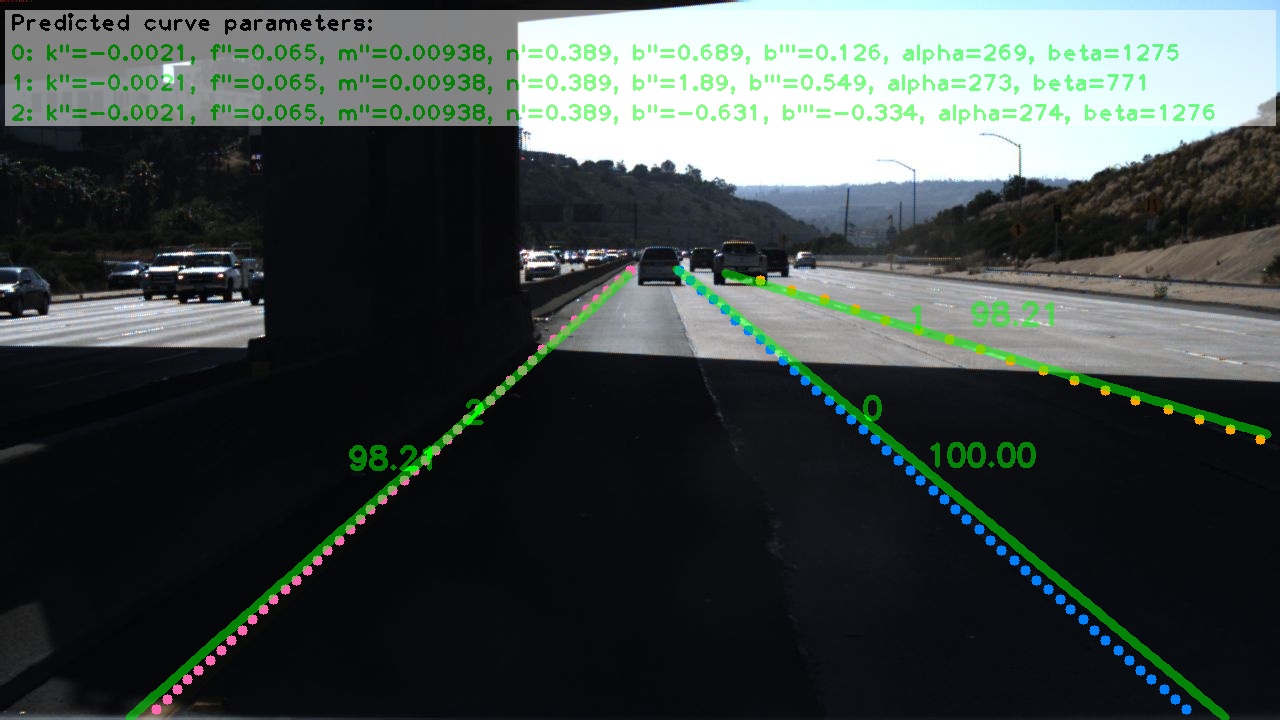 Predicted curve parameters:
0: k''=-0.0021, f''=0.065, m''=0.00938, n'=0.389, b''=0.689, b'''=0.126, alpha=269, beta=1275
1: k''=-0.0021, f''=0.065, m''=0.00938, n'=0.389, b''=1.89, b'''=0.549, alpha=273, beta=771
2: k''=-0.0021, f''=0.065, m''=0.00938, n'=0.389, b''=-0.631, b'''=-0.334, alpha=274, beta=1276
1 98.21
2 0
98.21 100.00